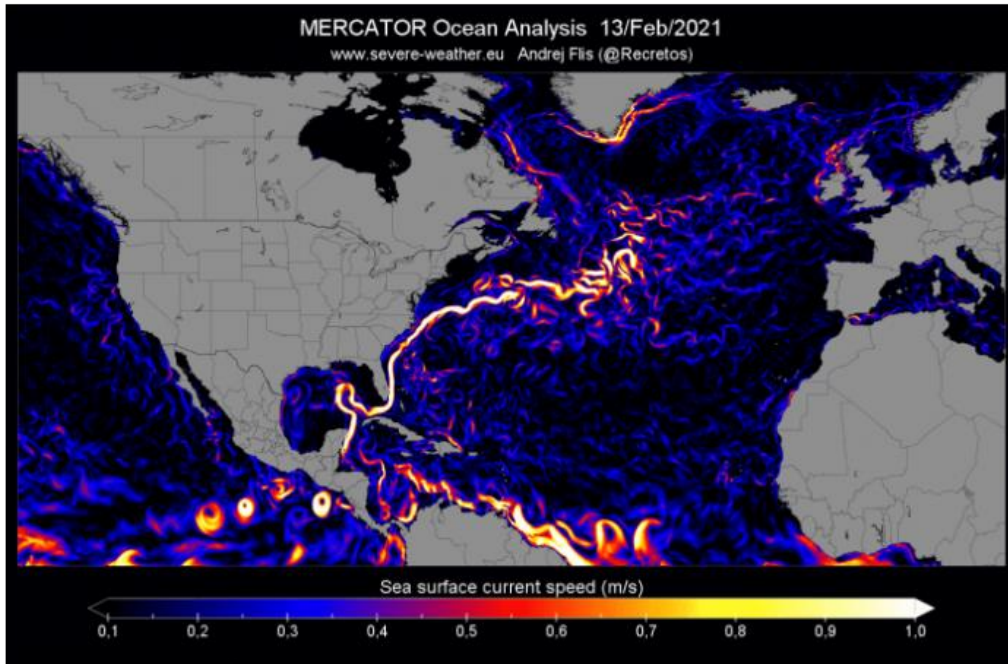 MERCATOR Ocean Analysis 13/Feb/2021
www.severe-weather.eu Andrej Flis (@Recretos)
Sea surface current speed (m/s)
0,1 0,2 0,3 0,4 0,5 0,6 0,7 0,8 0,9 1,0